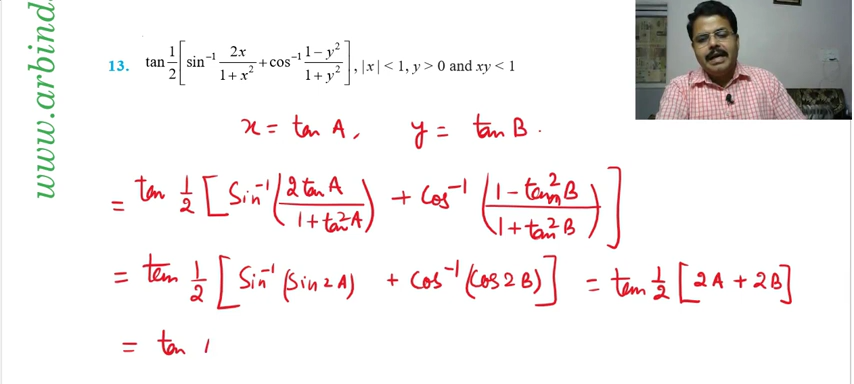 www.arbind
13. tan 1/2 [ sin⁻¹ 2x/(1+x²) + cos⁻¹ (1−y²)/(1+y²) ], |x| < 1, y > 0 and xy < 1
x = tan A, y = tan B.
= tan 1/2 [ Sin⁻¹ (2 tan A/(1+tan²A)) + Cos⁻¹ ((1−tan²B)/(1+tan²B)) ]
= tan 1/2 [ Sin⁻¹ (Sin 2A) + Cos⁻¹ (Cos 2B) ] = tan 1/2 [ 2A + 2B ]
= tan